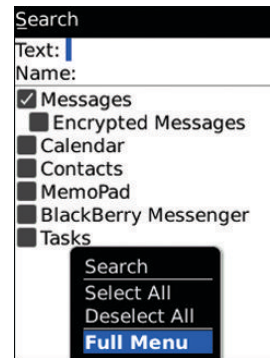 Search
Text:
Name:
Messages
Encrypted Messages
Calendar
Contacts
MemoPad
BlackBerry Messenger
Tasks
Search
Select All
Deselect All
Full Menu